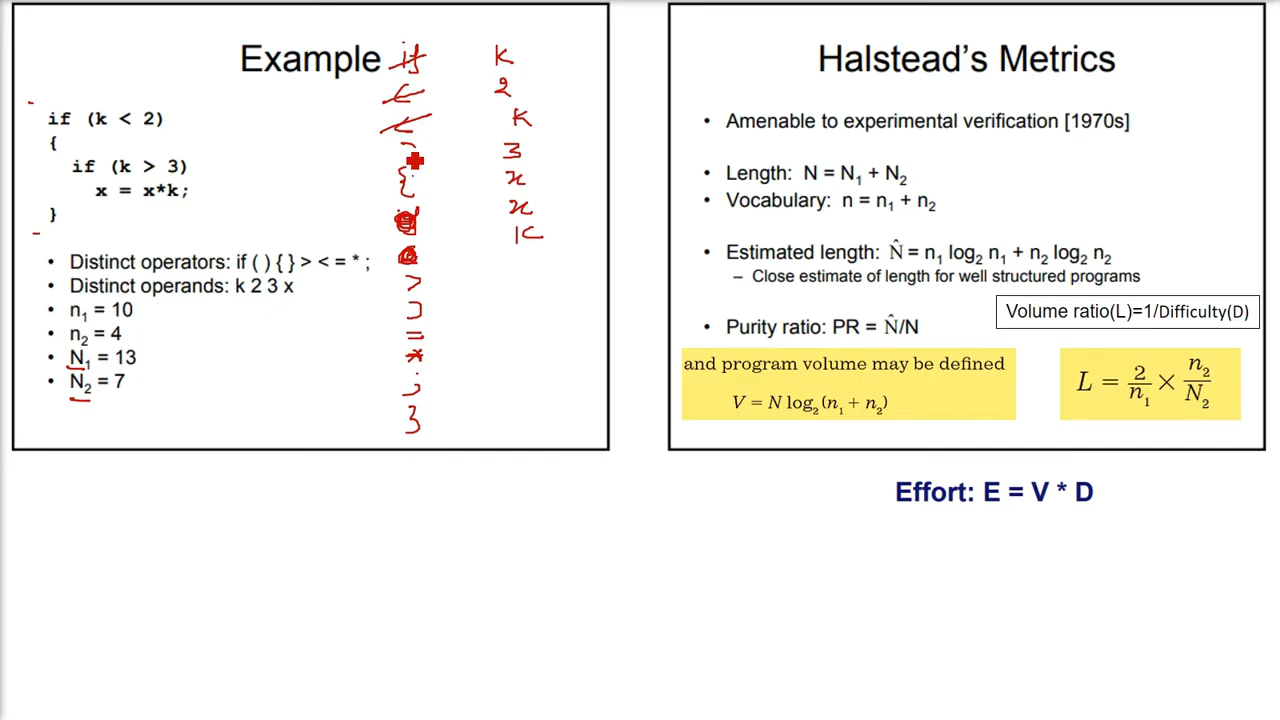 Example
if (k < 2)
{
if (k > 3)
x = x*k;
}
• Distinct operators: if ( ) { } > < = * ;
• Distinct operands: k 2 3 x
• n₁ = 10
• n₂ = 4
• N₁ = 13
• N₂ = 7
if
{
>
)
=
*
;
}
K
2
K
3
x
x
K
Halstead's Metrics
• Amenable to experimental verification [1970s]
• Length: N = N₁ + N₂
• Vocabulary: n = n₁ + n₂
• Estimated length: N̂ = n₁ log₂ n₁ + n₂ log₂ n₂
– Close estimate of length for well structured programs
Volume ratio(L)=1/Difficulty(D)
• Purity ratio: PR = N̂/N
and program volume may be defined
V = N log₂ (n₁ + n₂)
L = 2/n₁ × n₂/N₂
Effort: E = V * D